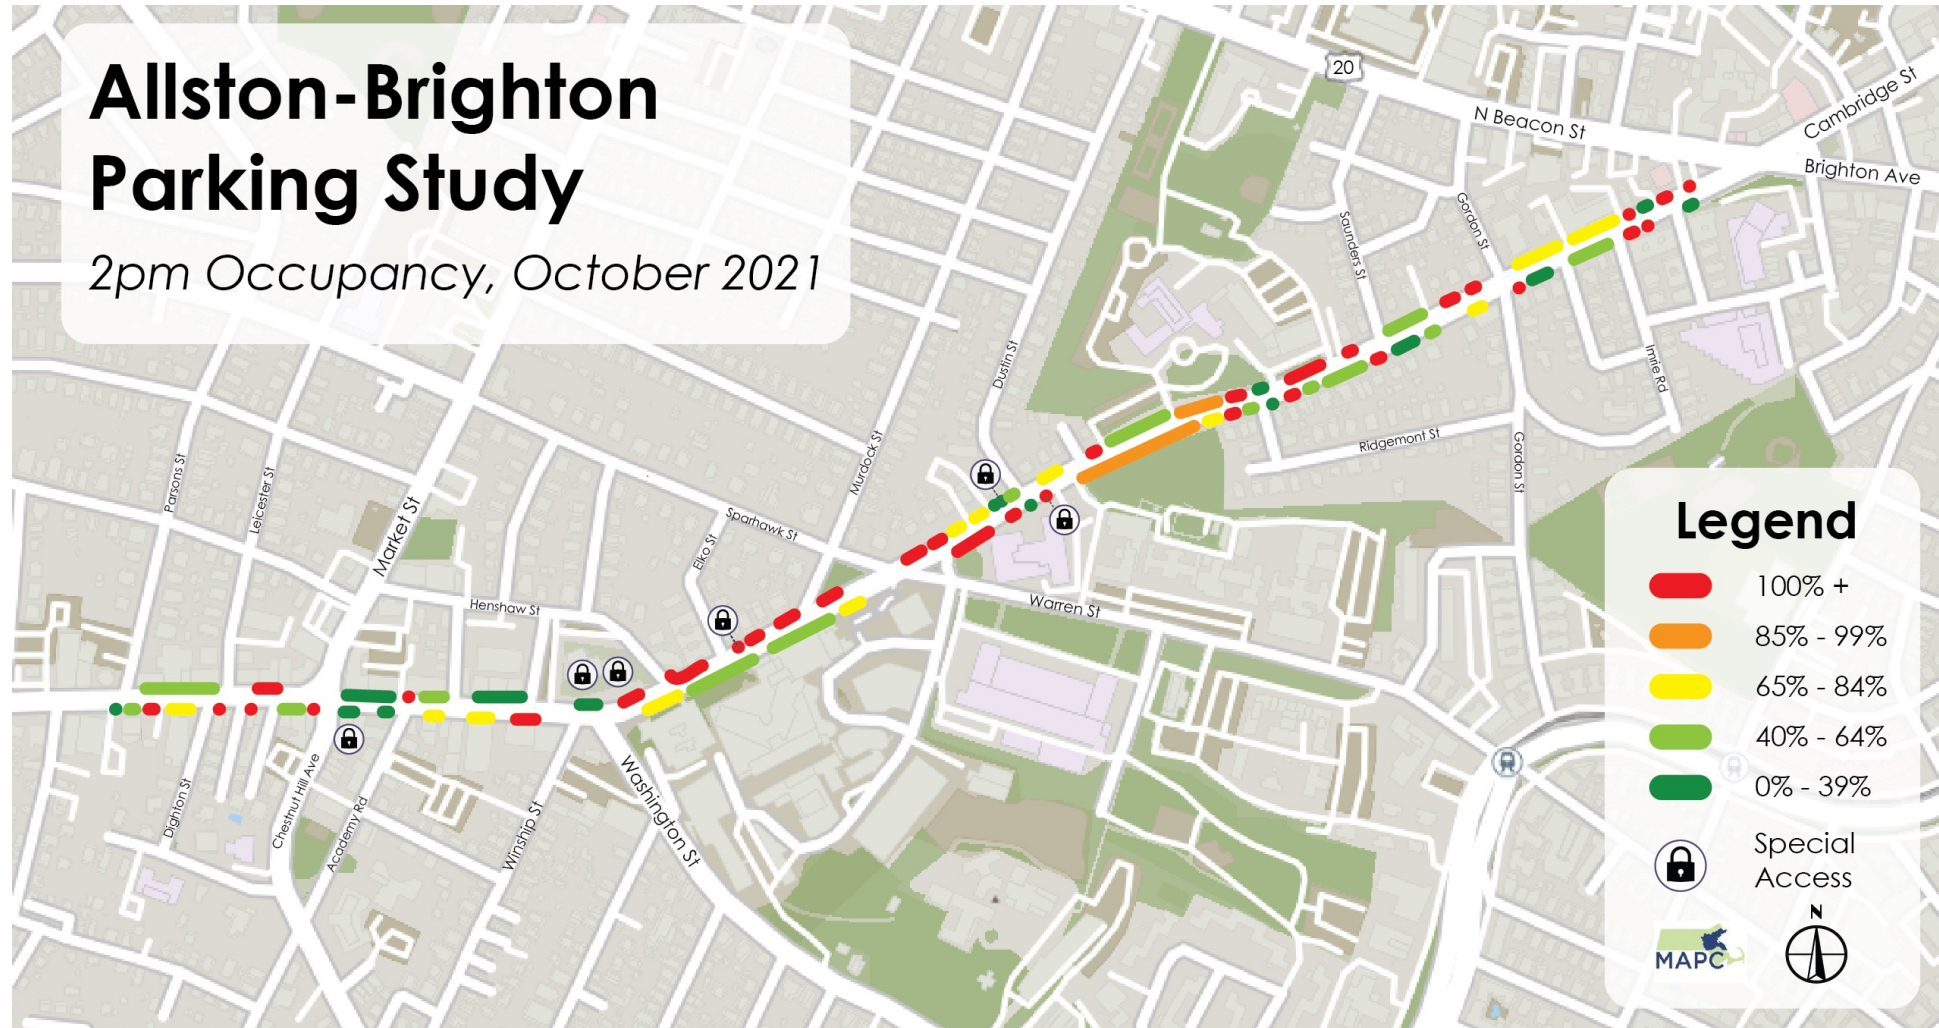 Allston-Brighton
Parking Study
2pm Occupancy, October 2021
20
N Beacon St
Cambridge St
Brighton Ave
Gordon St
Saunders St
Dustin St
Imrie Rd
Ridgemont St
Gordon St
Murdock St
Parsons St
Leicester St
Market St
Sparhawk St
Elko St
Henshaw St
Warren St
Washington St
Winship St
Academy Rd
Chestnut Hill Ave
Dighton St
Legend
100% +
85% - 99%
65% - 84%
40% - 64%
0% - 39%
Special
Access
N
MAPC